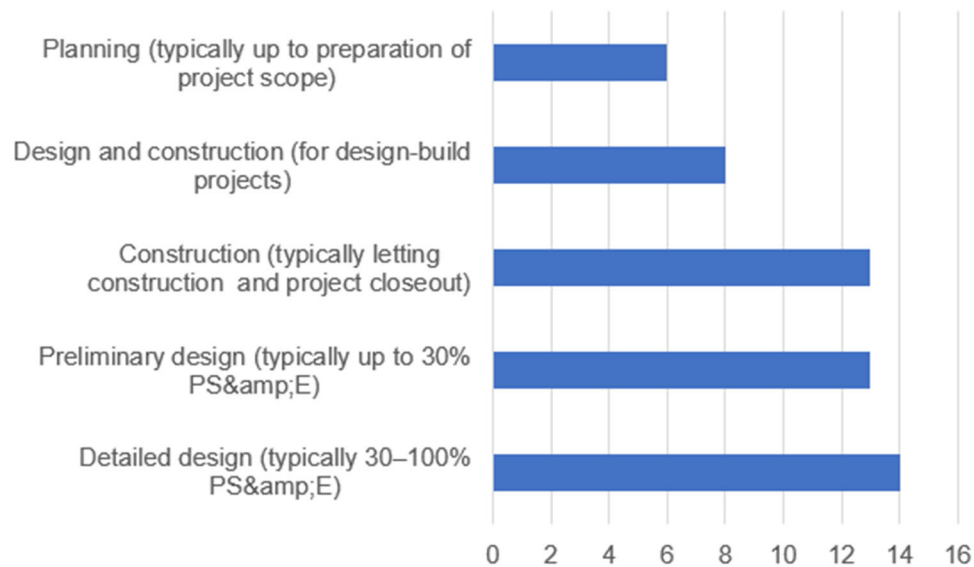 Planning (typically up to preparation of
project scope)
Design and construction (for design-build
projects)
Construction (typically letting
construction  and project closeout)
Preliminary design (typically up to 30%
PS&amp;E)
Detailed design (typically 30–100%
PS&amp;E)
0 2 4 6 8 10 12 14 16